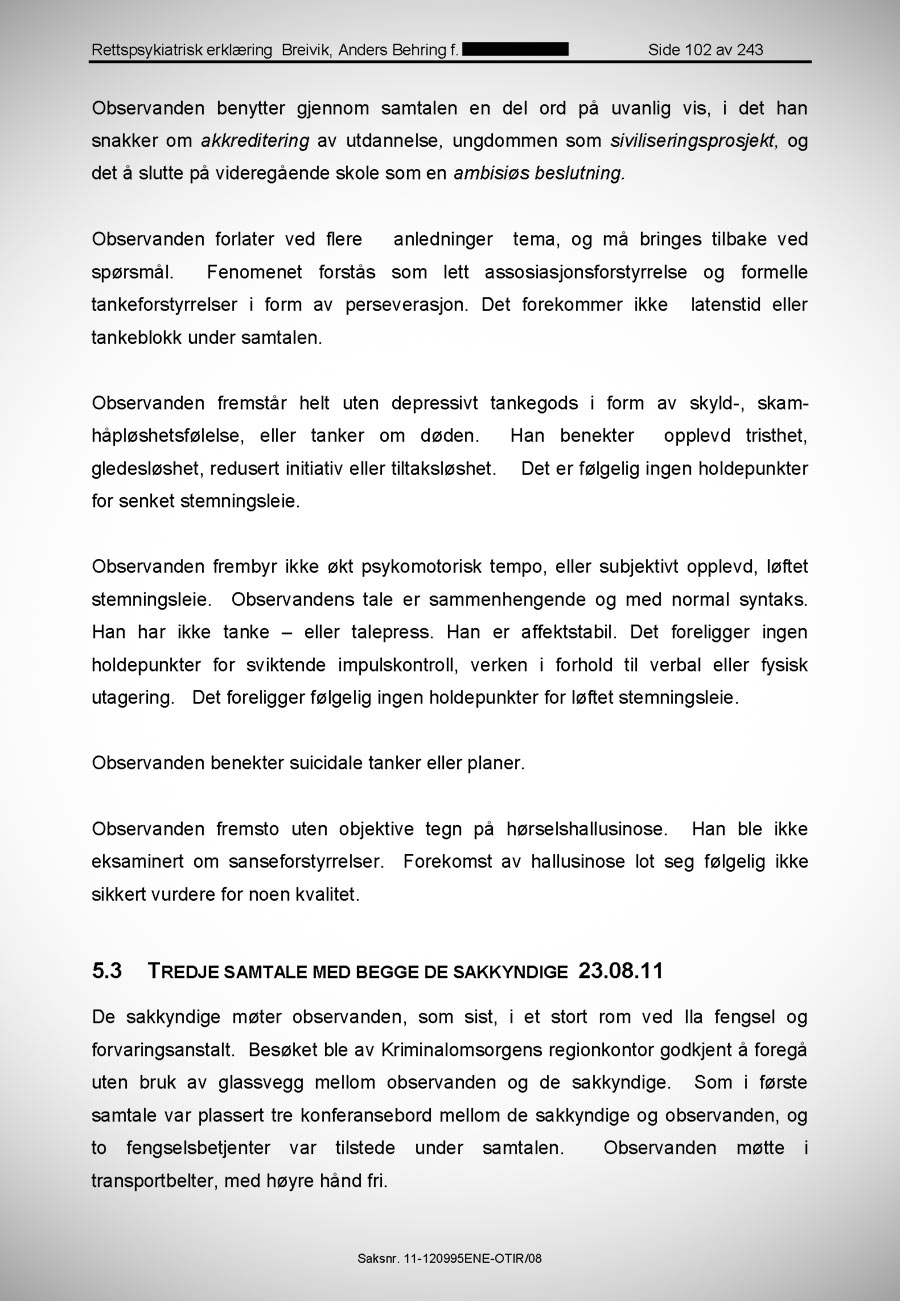 Rettspsykiatrisk erklæring Breivik, Anders Behring f. Side 102 av 243
Observanden benytter gjennom samtalen en del ord på uvanlig vis, i det han
snakker om akkreditering av utdannelse, ungdommen som siviliseringsprosjekt, og
det å slutte på videregående skole som en ambisiøs beslutning.
Observanden forlater ved flere anledninger tema, og må bringes tilbake ved
spørsmål. Fenomenet forstås som lett assosiasjonsforstyrrelse og formelle
tankeforstyrrelser i form av perseverasjon. Det forekommer ikke latenstid eller
tankeblokk under samtalen.
Observanden fremstår helt uten depressivt tankegods i form av skyld-, skam-
håpløshetsfølelse, eller tanker om døden. Han benekter opplevd tristhet,
gledesløshet, redusert initiativ eller tiltaksløshet. Det er følgelig ingen holdepunkter
for senket stemningsleie.
Observanden frembyr ikke økt psykomotorisk tempo, eller subjektivt opplevd, løftet
stemningsleie. Observandens tale er sammenhengende og med normal syntaks.
Han har ikke tanke – eller talepress. Han er affektstabil. Det foreligger ingen
holdepunkter for sviktende impulskontroll, verken i forhold til verbal eller fysisk
utagering. Det foreligger følgelig ingen holdepunkter for løftet stemningsleie.
Observanden benekter suicidale tanker eller planer.
Observanden fremsto uten objektive tegn på hørselshallusinose. Han ble ikke
eksaminert om sanseforstyrrelser. Forekomst av hallusinose lot seg følgelig ikke
sikkert vurdere for noen kvalitet.
5.3 TREDJE SAMTALE MED BEGGE DE SAKKYNDIGE 23.08.11
De sakkyndige møter observanden, som sist, i et stort rom ved Ila fengsel og
forvaringsanstalt. Besøket ble av Kriminalomsorgens regionkontor godkjent å foregå
uten bruk av glassvegg mellom observanden og de sakkyndige. Som i første
samtale var plassert tre konferansebord mellom de sakkyndige og observanden, og
to fengselsbetjenter var tilstede under samtalen. Observanden møtte i
transportbelter, med høyre hånd fri.
Saksnr. 11-120995ENE-OTIR/08